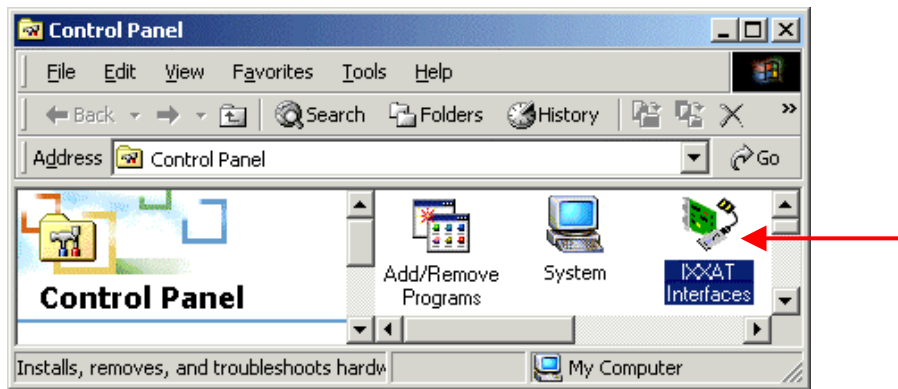 Control Panel
File Edit View Favorites Tools Help
Back Search Folders History »
Address Control Panel Go
Control Panel
Add/Remove
Programs
System
IXXAT
Interfaces
Installs, removes, and troubleshoots hardw
My Computer